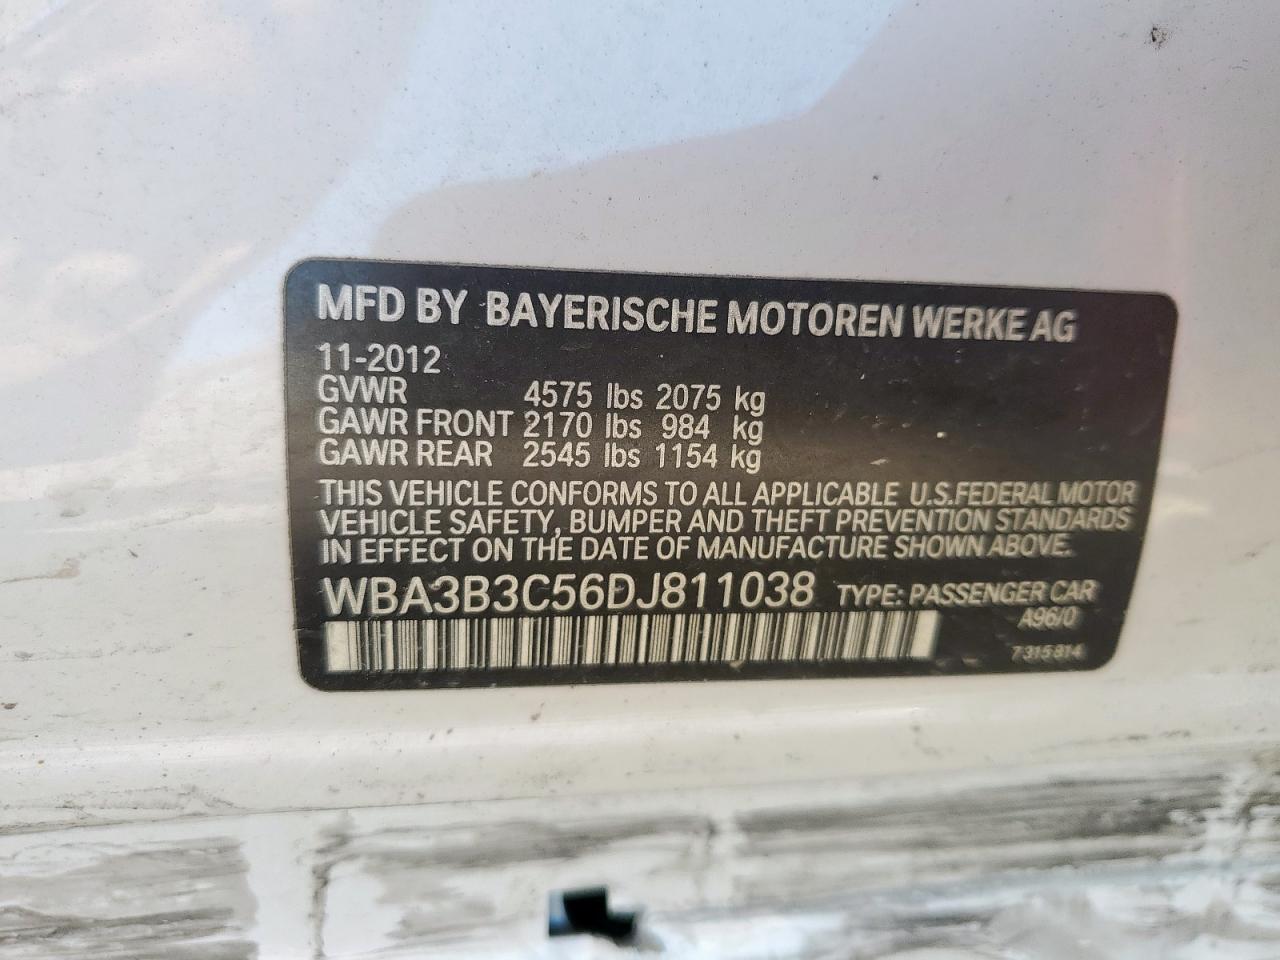 MFD BY BAYERISCHE MOTOREN WERKE AG
11-2012
GVWR 4575 lbs 2075 kg
GAWR FRONT 2170 lbs 984 kg
GAWR REAR 2545 lbs 1154 kg
THIS VEHICLE CONFORMS TO ALL APPLICABLE U.S.FEDERAL MOTOR
VEHICLE SAFETY, BUMPER AND THEFT PREVENTION STANDARDS
IN EFFECT ON THE DATE OF MANUFACTURE SHOWN ABOVE.
WBA3B3C56DJ811038 TYPE: PASSENGER CAR
A96/0
7315814